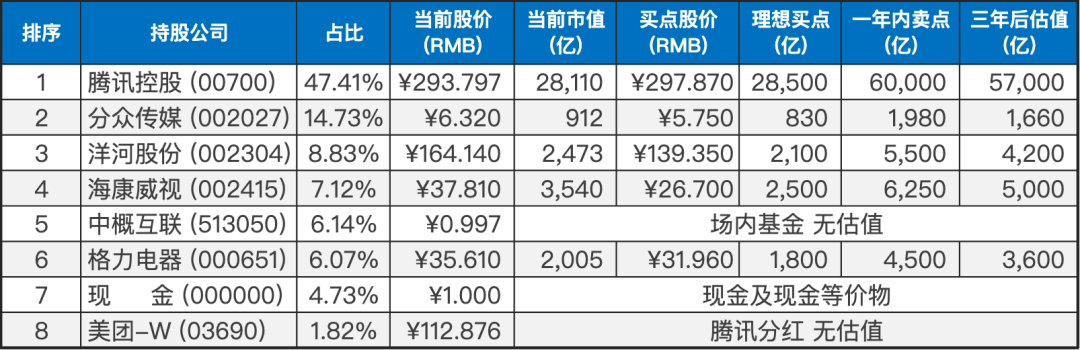 排序 持股公司 占比 当前股价 (RMB) 当前市值 (亿) 买点股价 (RMB) 理想买点 (亿) 一年内卖点 (亿) 三年后估值 (亿)
1 腾讯控股 (00700) 47.41% ¥293.797 28,110 ¥297.870 28,500 60,000 57,000
2 分众传媒 (002027) 14.73% ¥6.320 912 ¥5.750 830 1,980 1,660
3 洋河股份 (002304) 8.83% ¥164.140 2,473 ¥139.350 2,100 5,500 4,200
4 海康威视 (002415) 7.12% ¥37.810 3,540 ¥26.700 2,500 6,250 5,000
5 中概互联 (513050) 6.14% ¥0.997 场内基金 无估值
6 格力电器 (000651) 6.07% ¥35.610 2,005 ¥31.960 1,800 4,500 3,600
7 现 金 (000000) 4.73% ¥1.000 现金及现金等价物
8 美团-W (03690) 1.82% ¥112.876 腾讯分红 无估值